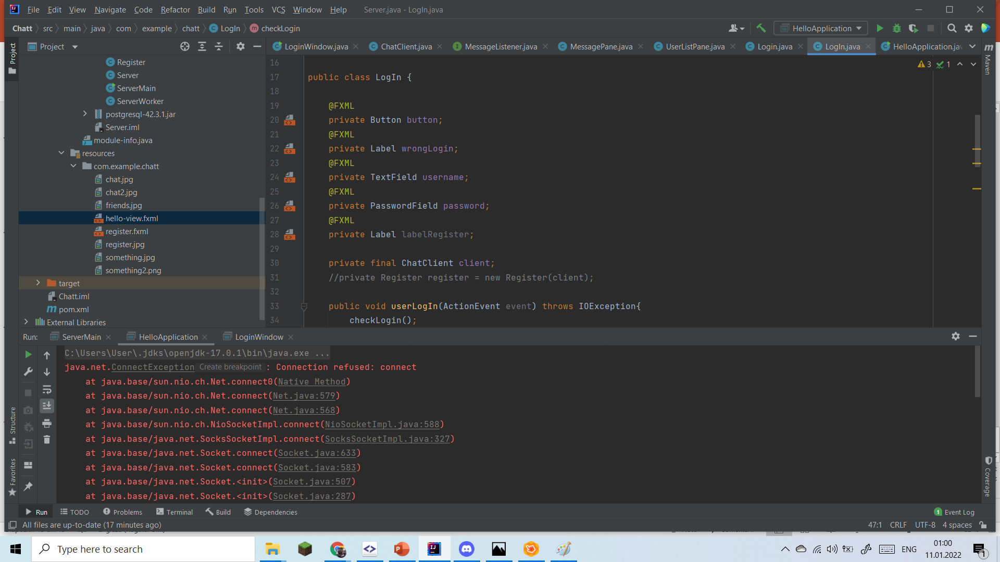 File Edit View Navigate Code Refactor Build Run Tools VCS Window Help Server.java - LogIn.java
Chatt src main java com example chatt LogIn checkLogin
HelloApplication
Project
LoginWindow.java ChatClient.java MessageListener.java MessagePane.java UserListPane.java Login.java LogIn.java HelloApplication.jav
Project
Maven
Register
Server
ServerMain
ServerWorker
postgresql-42.3.1.jar
Server.iml
module-info.java
resources
com.example.chatt
chat.jpg
chat2.jpg
friends.jpg
hello-view.fxml
register.fxml
register.jpg
something.jpg
something2.png
target
Chatt.iml
pom.xml
External Libraries
3 1
16
17 public class LogIn {
18
19 @FXML
20 private Button button;
21 @FXML
22 private Label wrongLogin;
23 @FXML
24 private TextField username;
25 @FXML
26 private PasswordField password;
27 @FXML
28 private Label labelRegister;
29
30 private final ChatClient client;
31 //private Register register = new Register(client);
32
33 public void userLogIn(ActionEvent event) throws IOException{
34 checkLogin();
Run: ServerMain HelloApplication LoginWindow
C:\Users\User\.jdks\openjdk-17.0.1\bin\java.exe ...
java.net.ConnectException Create breakpoint : Connection refused: connect
at java.base/sun.nio.ch.Net.connect0(Native Method)
at java.base/sun.nio.ch.Net.connect(Net.java:579)
at java.base/sun.nio.ch.Net.connect(Net.java:568)
at java.base/sun.nio.ch.NioSocketImpl.connect(NioSocketImpl.java:588)
at java.base/java.net.SocksSocketImpl.connect(SocksSocketImpl.java:327)
at java.base/java.net.Socket.connect(Socket.java:633)
at java.base/java.net.Socket.connect(Socket.java:583)
at java.base/java.net.Socket.<init>(Socket.java:507)
at java.base/java.net.Socket.<init>(Socket.java:287)
Structure
Favorites
Coverage
Run TODO Problems Terminal Build Dependencies 1 Event Log
All files are up-to-date (17 minutes ago) 47:1 CRLF UTF-8 4 spaces
Type here to search
ENG
01:00
11.01.2022
1